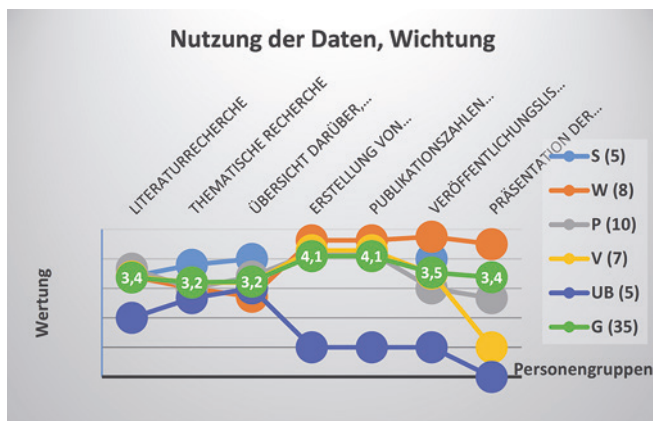 Nutzung der Daten, Wichtung
LITERATURRECHERCHE
THEMATISCHE RECHERCHE
ÜBERSICHT DARÜBER,...
ERSTELLUNG VON...
PUBLIKATIONSZAHLEN...
VERÖFFENTLICHUNGSLIS...
PRÄSENTATION DER...
S (5)
W (8)
P (10)
V (7)
UB (5)
G (35)
3,4
3,2
3,2
4,1
4,1
3,5
3,4
Wertung
Personengruppen